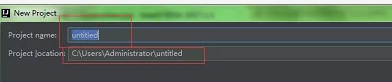 New Project
Project name:
untitled
Project location:
C:\Users\Administrator\untitled